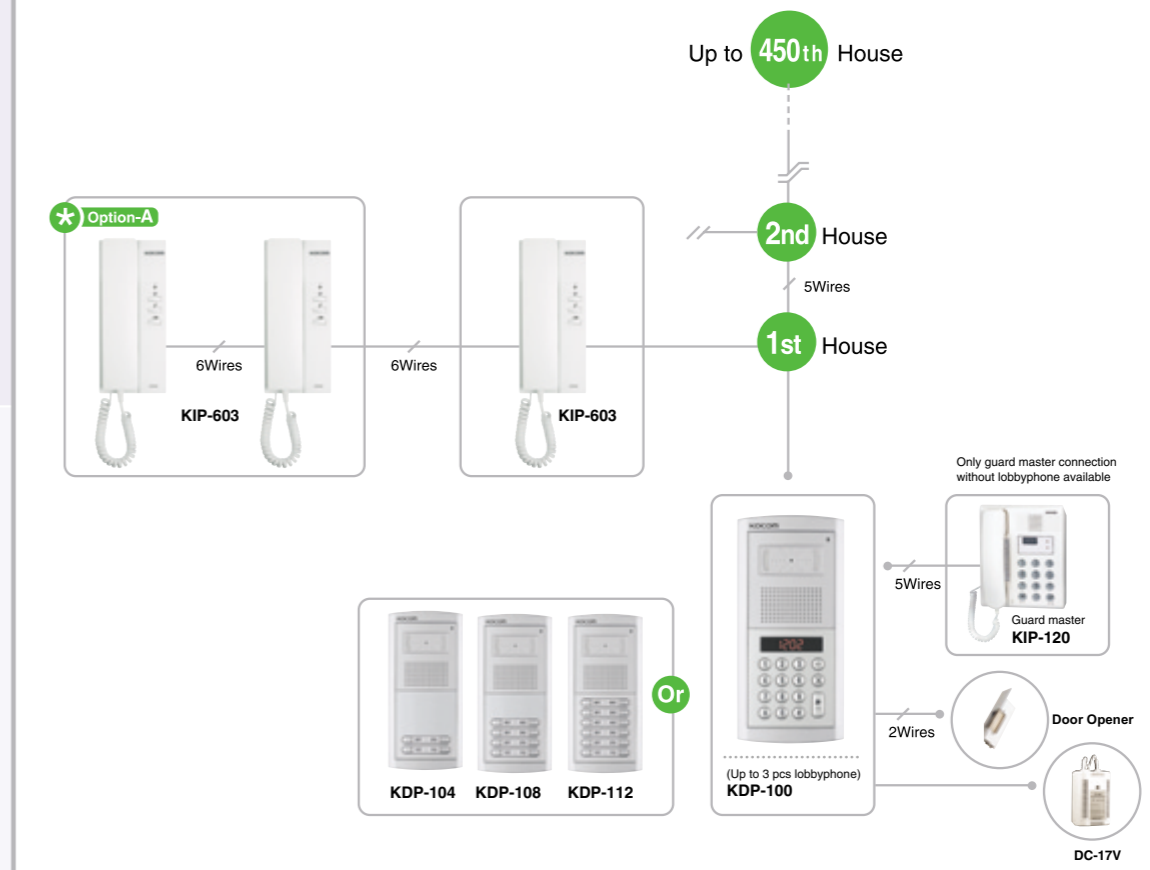 Up to 450th House
* Option-A
2nd House
5Wires
1st House
6Wires
6Wires
KIP-603
KIP-603
Only guard master connection
without lobbyphone available
KOCOM
5Wires
Guard master
KIP-120
1202
Or
Door Opener
2Wires
(Up to 3 pcs lobbyphone)
KDP-100
KDP-104 KDP-108 KDP-112
DC-17V